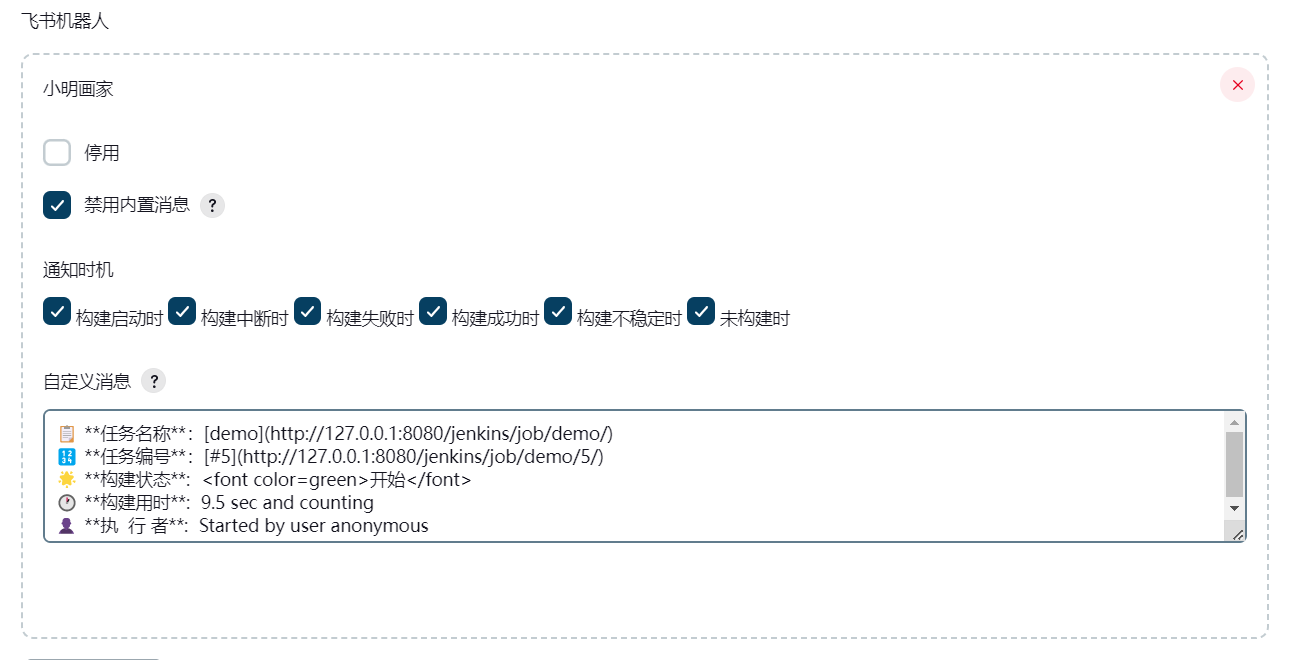 飞书机器人
小明画家
停用
禁用内置消息 ?
通知时机
构建启动时 构建中断时 构建失败时 构建成功时 构建不稳定时 未构建时
自定义消息 ?
📋 **任务名称**：[demo](http://127.0.0.1:8080/jenkins/job/demo/)
🔢 **任务编号**：[#5](http://127.0.0.1:8080/jenkins/job/demo/5/)
🌟 **构建状态**：<font color=green>开始</font>
🕐 **构建用时**：9.5 sec and counting
👤 **执 行 者**：Started by user anonymous